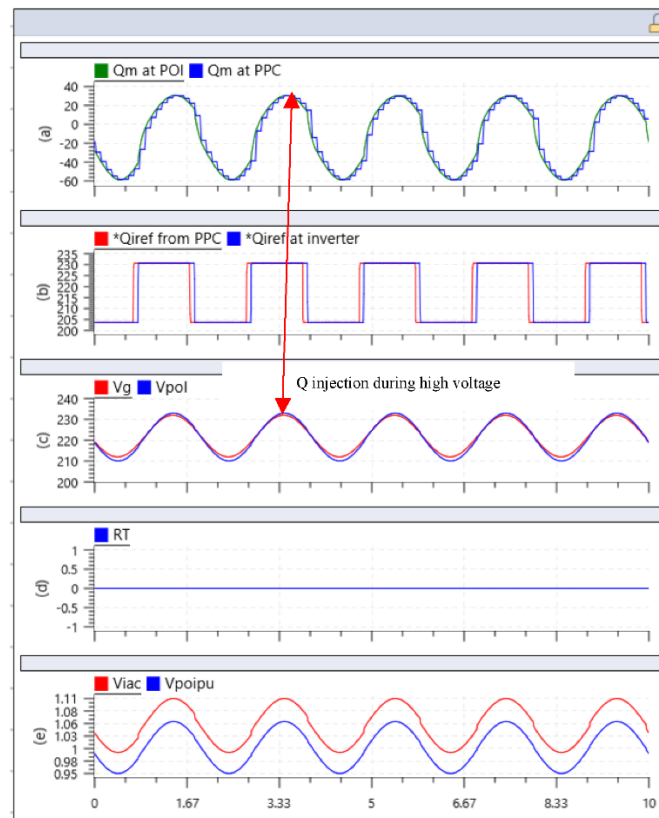 Qm at POI Qm at PPC
40
20
0
-20
-40
-60
(a)
*Qiref from PPC *Qiref at inverter
235
230
225
220
215
210
205
200
(b)
Q injection during high voltage
Vg VpoI
240
230
220
210
200
(c)
RT
1
0.5
0
-0.5
-1
(d)
Viac Vpoipu
1.11
1.08
1.06
1.03
1
0.98
0.95
(e)
0 1.67 3.33 5 6.67 8.33 10